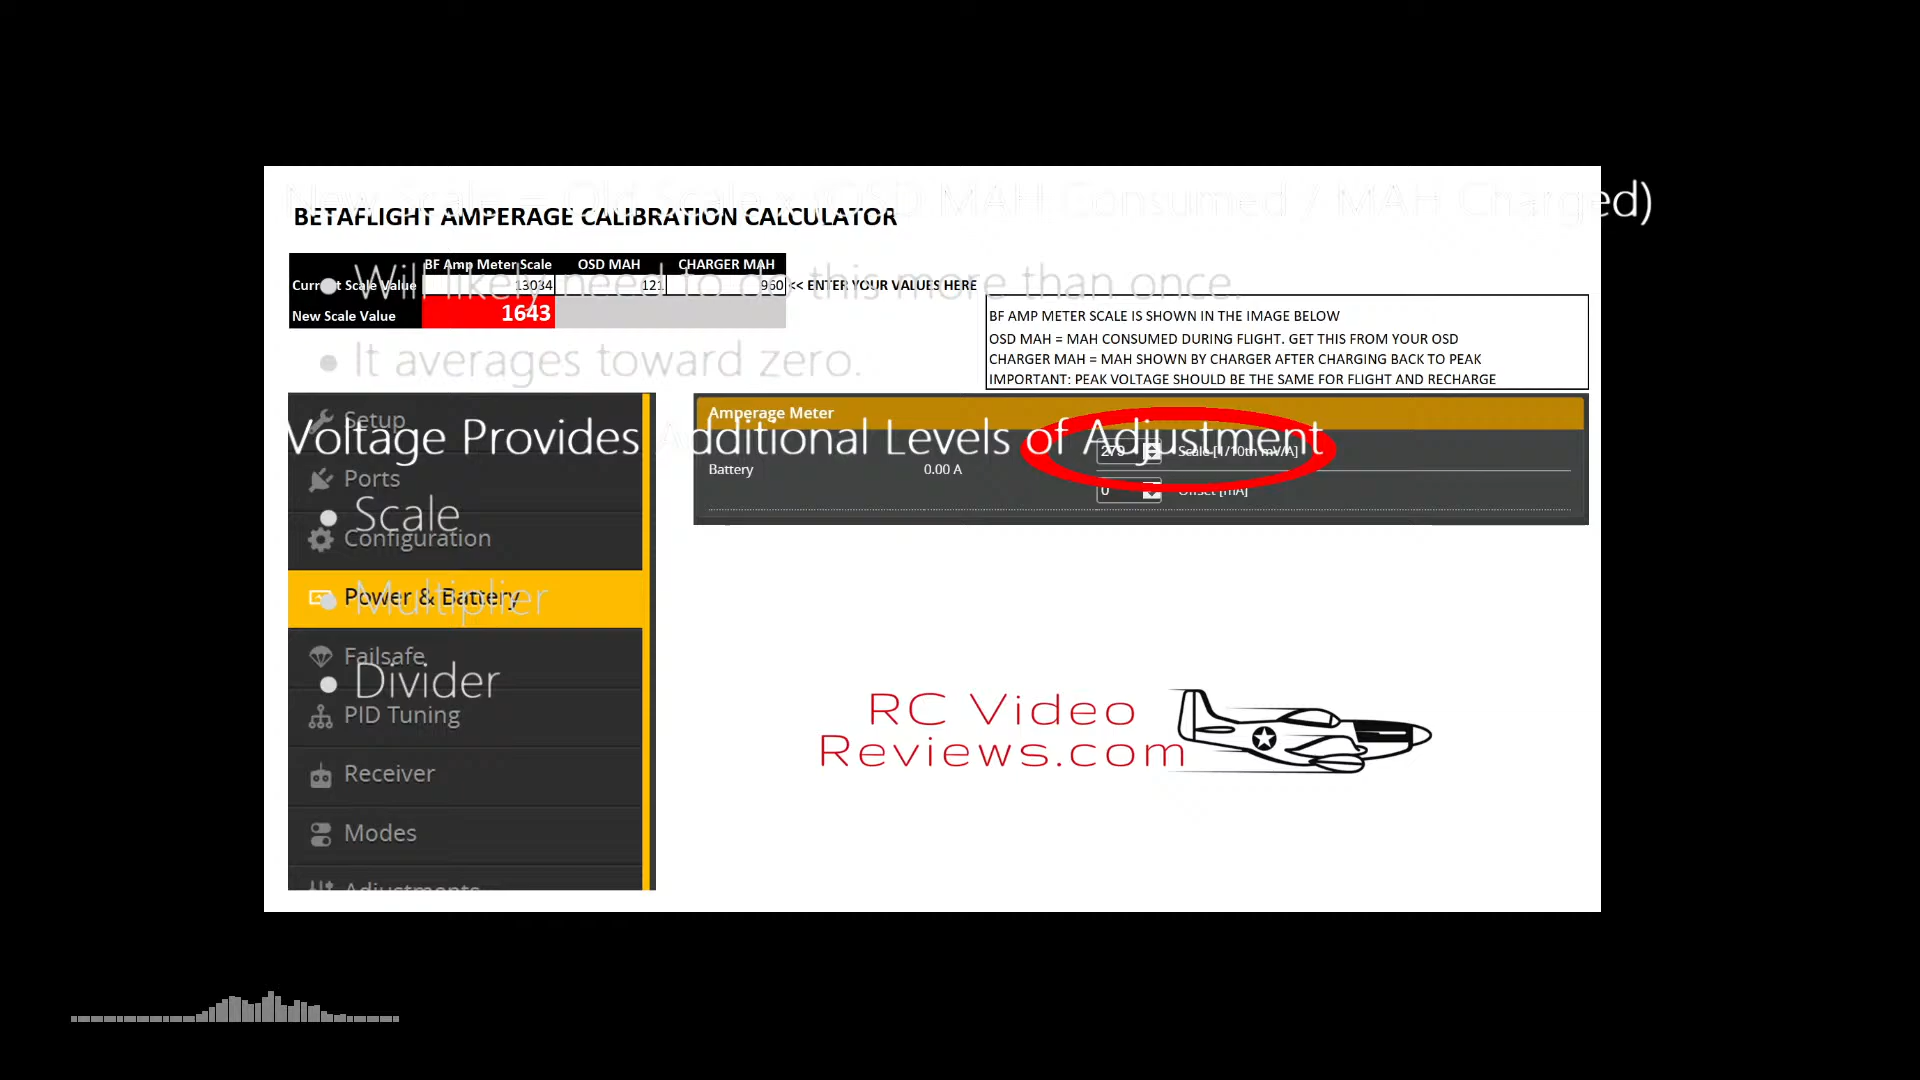 New Scale = Old Scale x (OSD MAH Consumed / MAH Charged)
BETAFLIGHT AMPERAGE CALIBRATION CALCULATOR
BF Amp Meter Scale OSD MAH CHARGER MAH
Current Scale Value 13034 121 960 << ENTER YOUR VALUES HERE
Will likely need to do this more than once.
New Scale Value 1643
BF AMP METER SCALE IS SHOWN IN THE IMAGE BELOW
OSD MAH = MAH CONSUMED DURING FLIGHT. GET THIS FROM YOUR OSD
CHARGER MAH = MAH SHOWN BY CHARGER AFTER CHARGING BACK TO PEAK
IMPORTANT: PEAK VOLTAGE SHOULD BE THE SAME FOR FLIGHT AND RECHARGE
It averages toward zero.
Amperage Meter
Setup
Voltage Provides Additional Levels of Adjustment
279 Scale [1/10th mV/A]
Battery 0.00 A
0 Offset [mA]
Ports
Scale
Configuration
Power & Battery
Multiplier
Failsafe
Divider
PID Tuning
Receiver
Modes
Adjustments
RC Video
Reviews.com